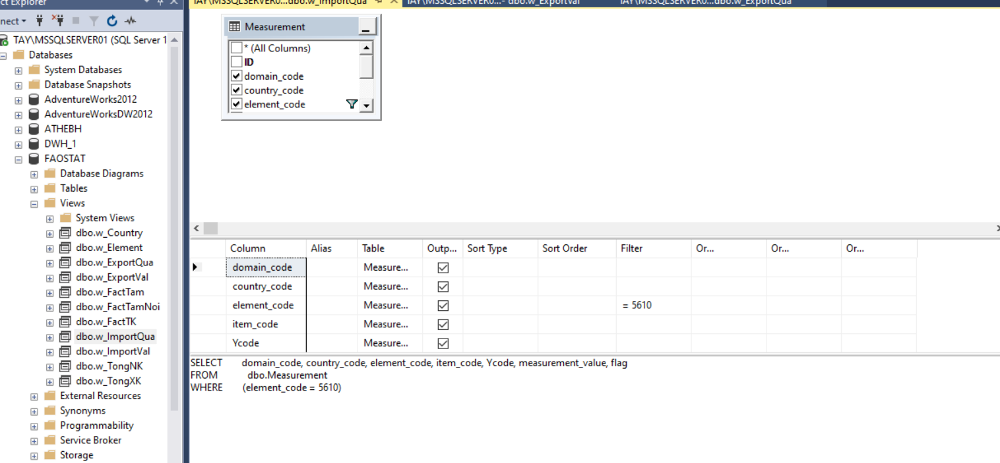 ct Explorer
TAY\MSSQLSERVER0...dbo.w_ImportQua
TAY\MSSQLSERVER0...- dbo.w_ExportVal
TAY\MSSQLSERVER0...dbo.w_ExportQua
nect
TAY\MSSQLSERVER01 (SQL Server 1
Databases
System Databases
Database Snapshots
AdventureWorks2012
AdventureWorksDW2012
ATHEBH
DWH_1
FAOSTAT
Database Diagrams
Tables
Views
System Views
dbo.w_Country
dbo.w_Element
dbo.w_ExportQua
dbo.w_ExportVal
dbo.w_FactTam
dbo.w_FactTamNoi
dbo.w_FactTK
dbo.w_ImportQua
dbo.w_ImportVal
dbo.w_TongNK
dbo.w_TongXK
External Resources
Synonyms
Programmability
Service Broker
Storage
Measurement
* (All Columns)
ID
domain_code
country_code
element_code
Column Alias Table Outp... Sort Type Sort Order Filter Or... Or... Or...
domain_code Measure...
country_code Measure...
element_code Measure... = 5610
item_code Measure...
Ycode Measure...
SELECT domain_code, country_code, element_code, item_code, Ycode, measurement_value, flag
FROM dbo.Measurement
WHERE (element_code = 5610)